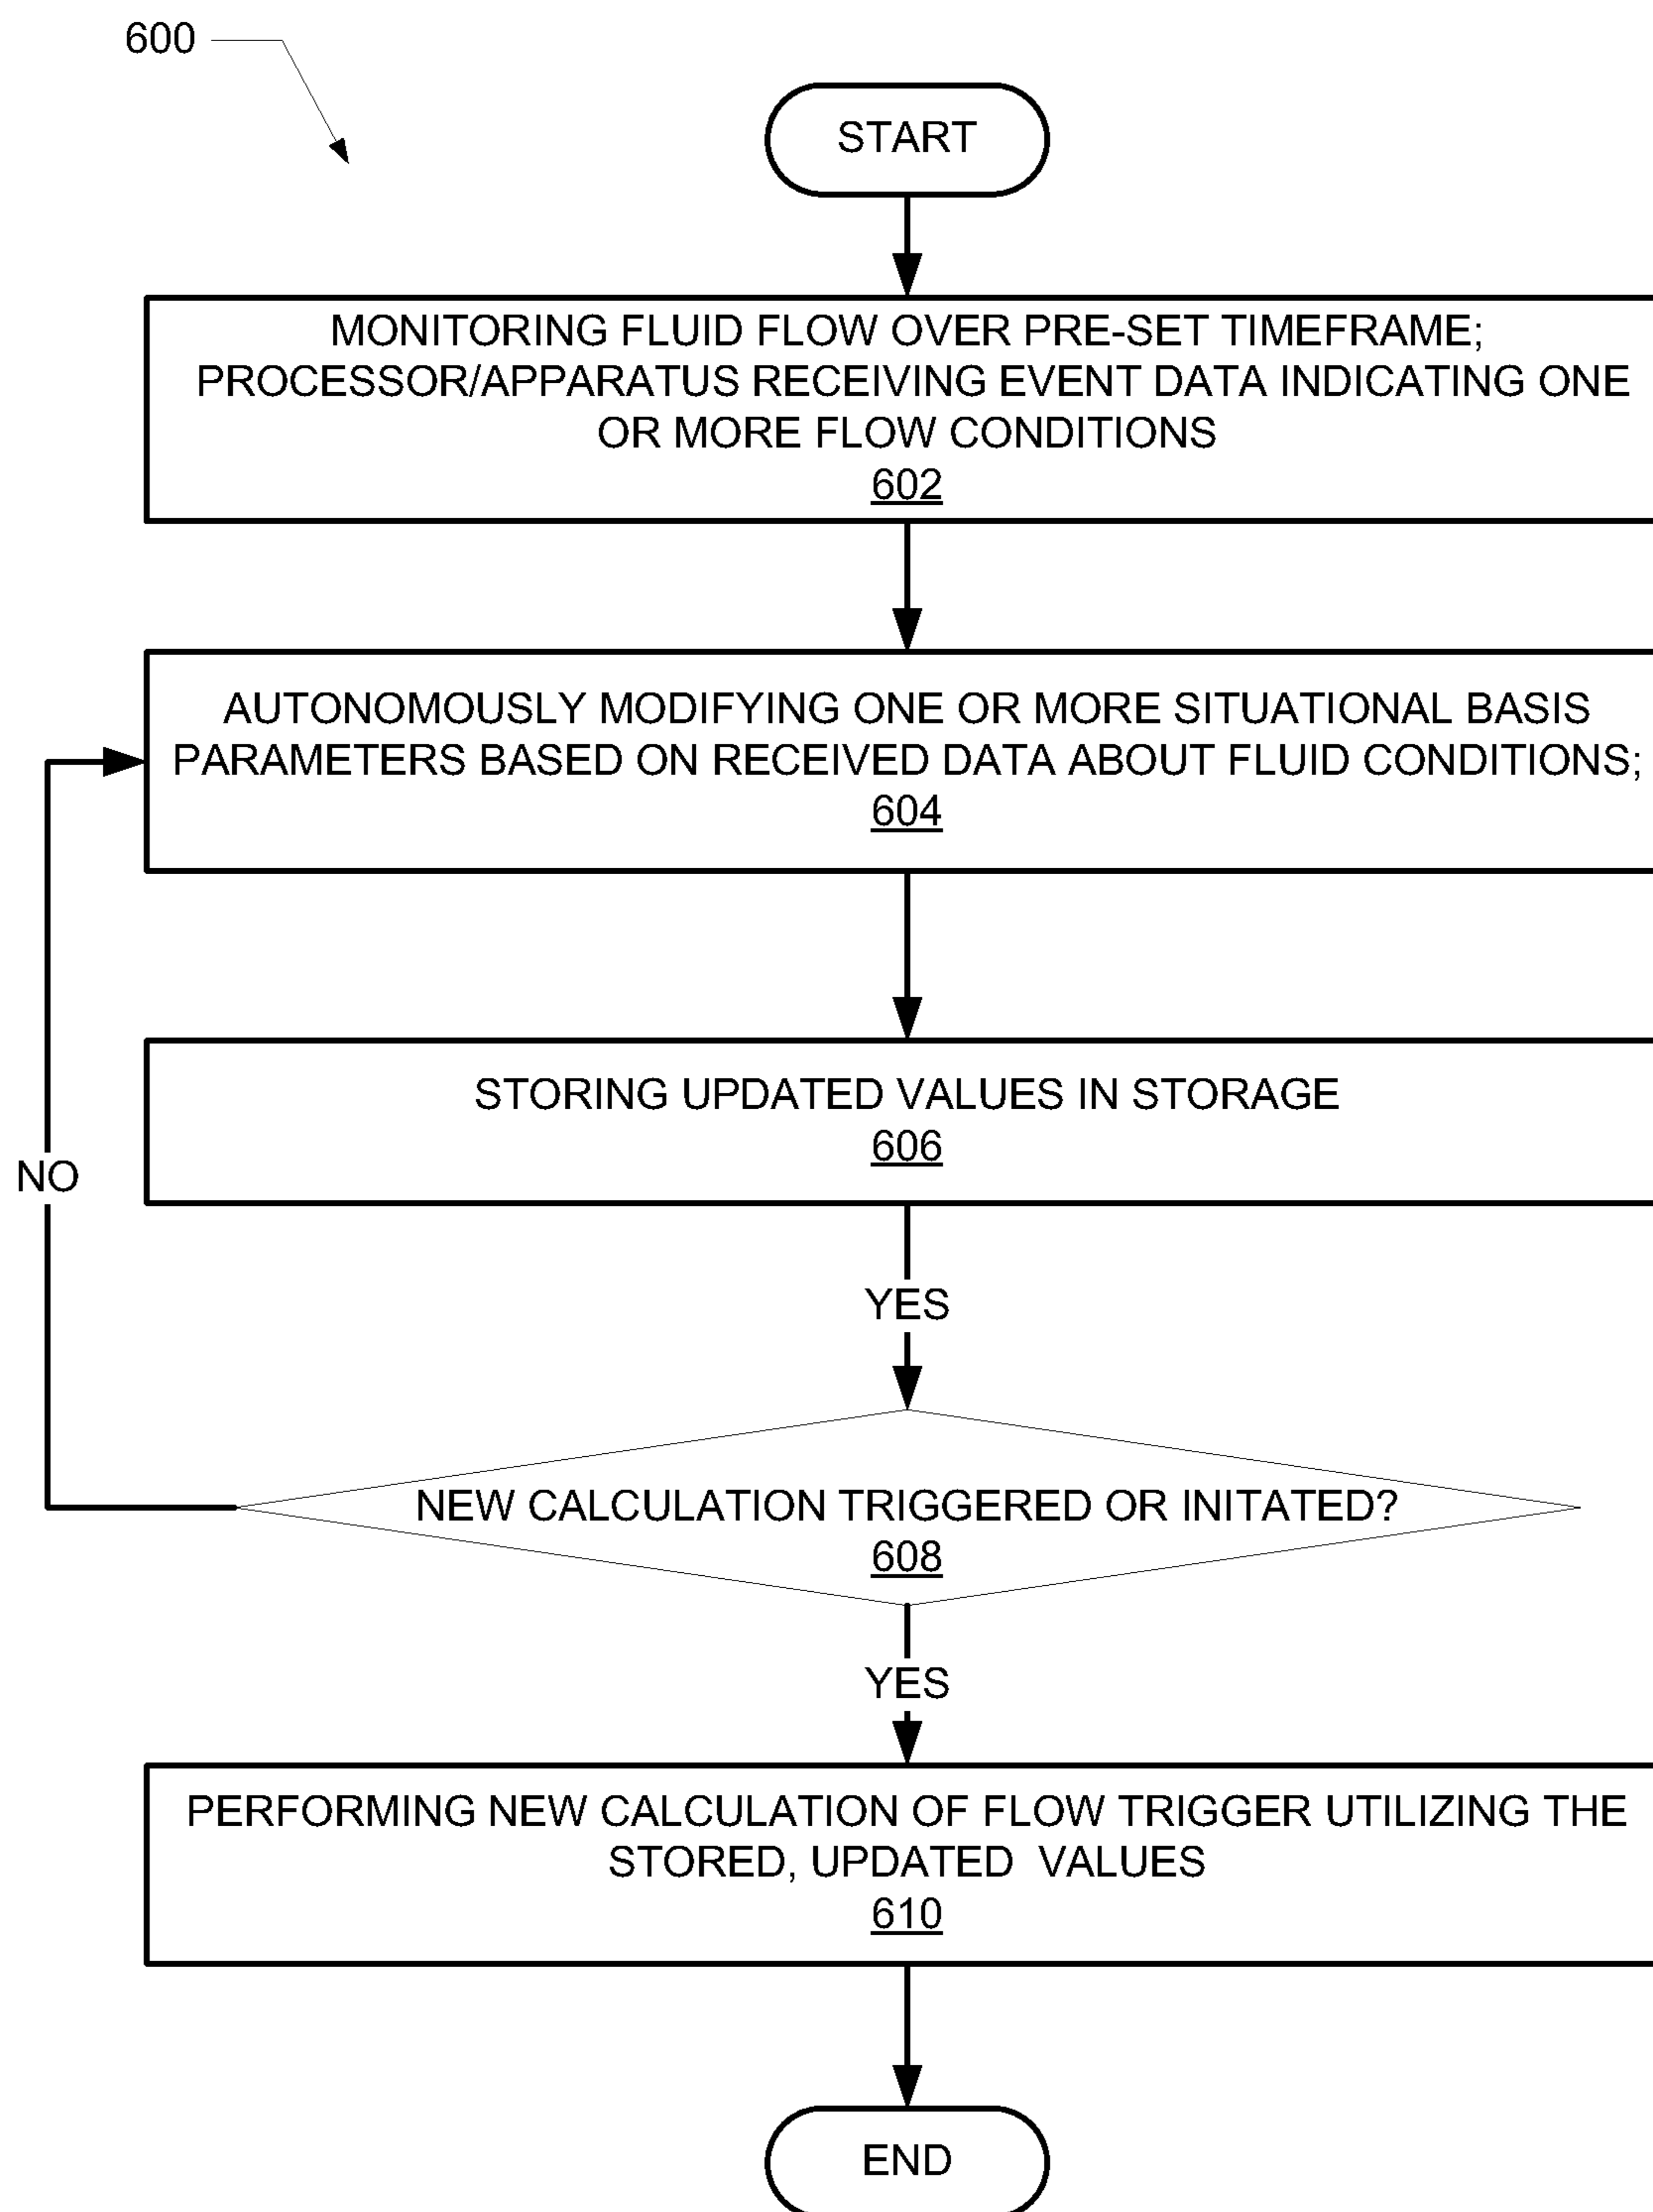 600
START
MONITORING FLUID FLOW OVER PRE-SET TIMEFRAME;
PROCESSOR/APPARATUS RECEIVING EVENT DATA INDICATING ONE
OR MORE FLOW CONDITIONS
602
AUTONOMOUSLY MODIFYING ONE OR MORE SITUATIONAL BASIS
PARAMETERS BASED ON RECEIVED DATA ABOUT FLUID CONDITIONS;
604
STORING UPDATED VALUES IN STORAGE
606
NO
YES
NEW CALCULATION TRIGGERED OR INITATED?
608
YES
PERFORMING NEW CALCULATION OF FLOW TRIGGER UTILIZING THE
STORED, UPDATED VALUES
610
END